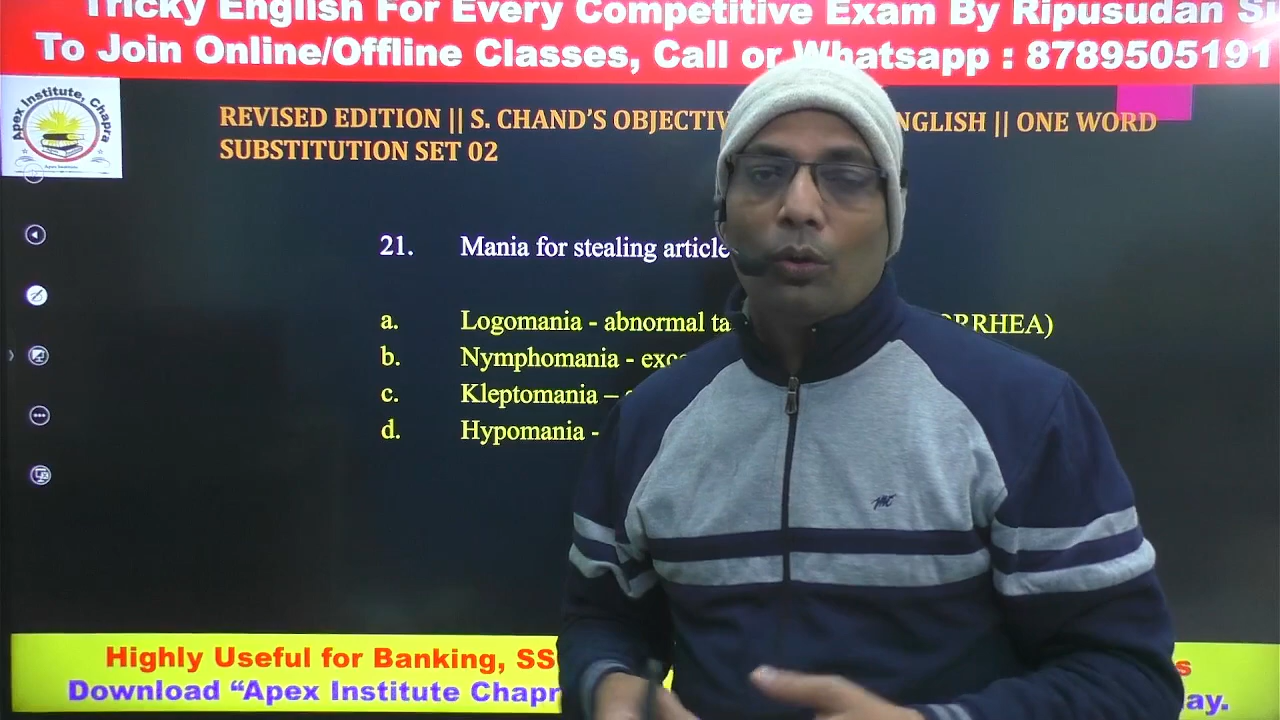 Tricky English For Every Competitive Exam By Ripusudan
To Join Online/Offline Classes, Call or Whatsapp : 8789505191
Apex Institute, Chapra
REVISED EDITION || S. CHAND'S OBJECTIV NGLISH || ONE WORD
SUBSTITUTION SET 02
21. Mania for stealing article
a. Logomania - abnormal ta ORRHEA)
b. Nymphomania - exc
c. Kleptomania –
d. Hypomania -
Highly Useful for Banking, SS s
Download “Apex Institute Chapr ay.